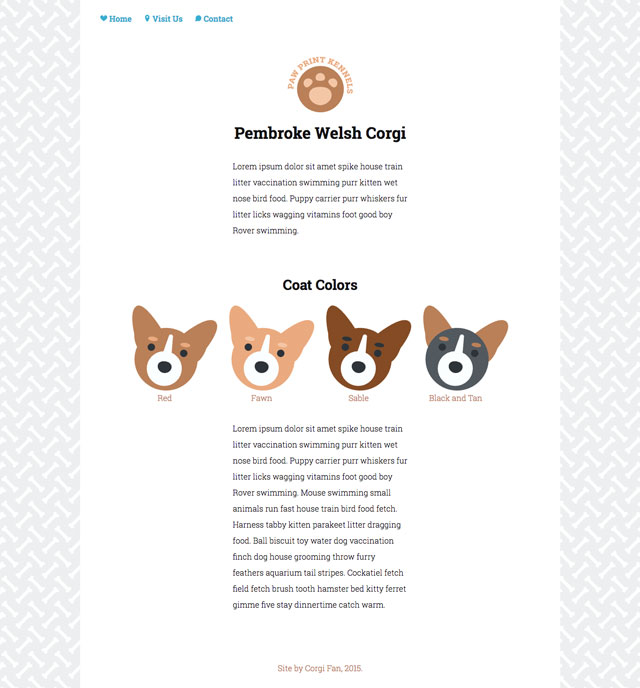 Home Visit Us Contact
PAW PRINT KENNELS
Pembroke Welsh Corgi
Lorem ipsum dolor sit amet spike house train
litter vaccination swimming purr kitten wet
nose bird food. Puppy carrier purr whiskers fur
litter licks wagging vitamins foot good boy
Rover swimming.
Coat Colors
Red Fawn Sable Black and Tan
Lorem ipsum dolor sit amet spike house train
litter vaccination swimming purr kitten wet
nose bird food. Puppy carrier purr whiskers fur
litter licks wagging vitamins foot good boy
Rover swimming. Mouse swimming small
animals run fast house train bird food fetch.
Harness tabby kitten parakeet litter dragging
food. Ball biscuit toy water dog vaccination
finch dog house grooming throw furry
feathers aquarium tail stripes. Cockatiel fetch
field fetch brush tooth hamster bed kitty ferret
gimme five stay dinnertime catch warm.
Site by Corgi Fan, 2015.